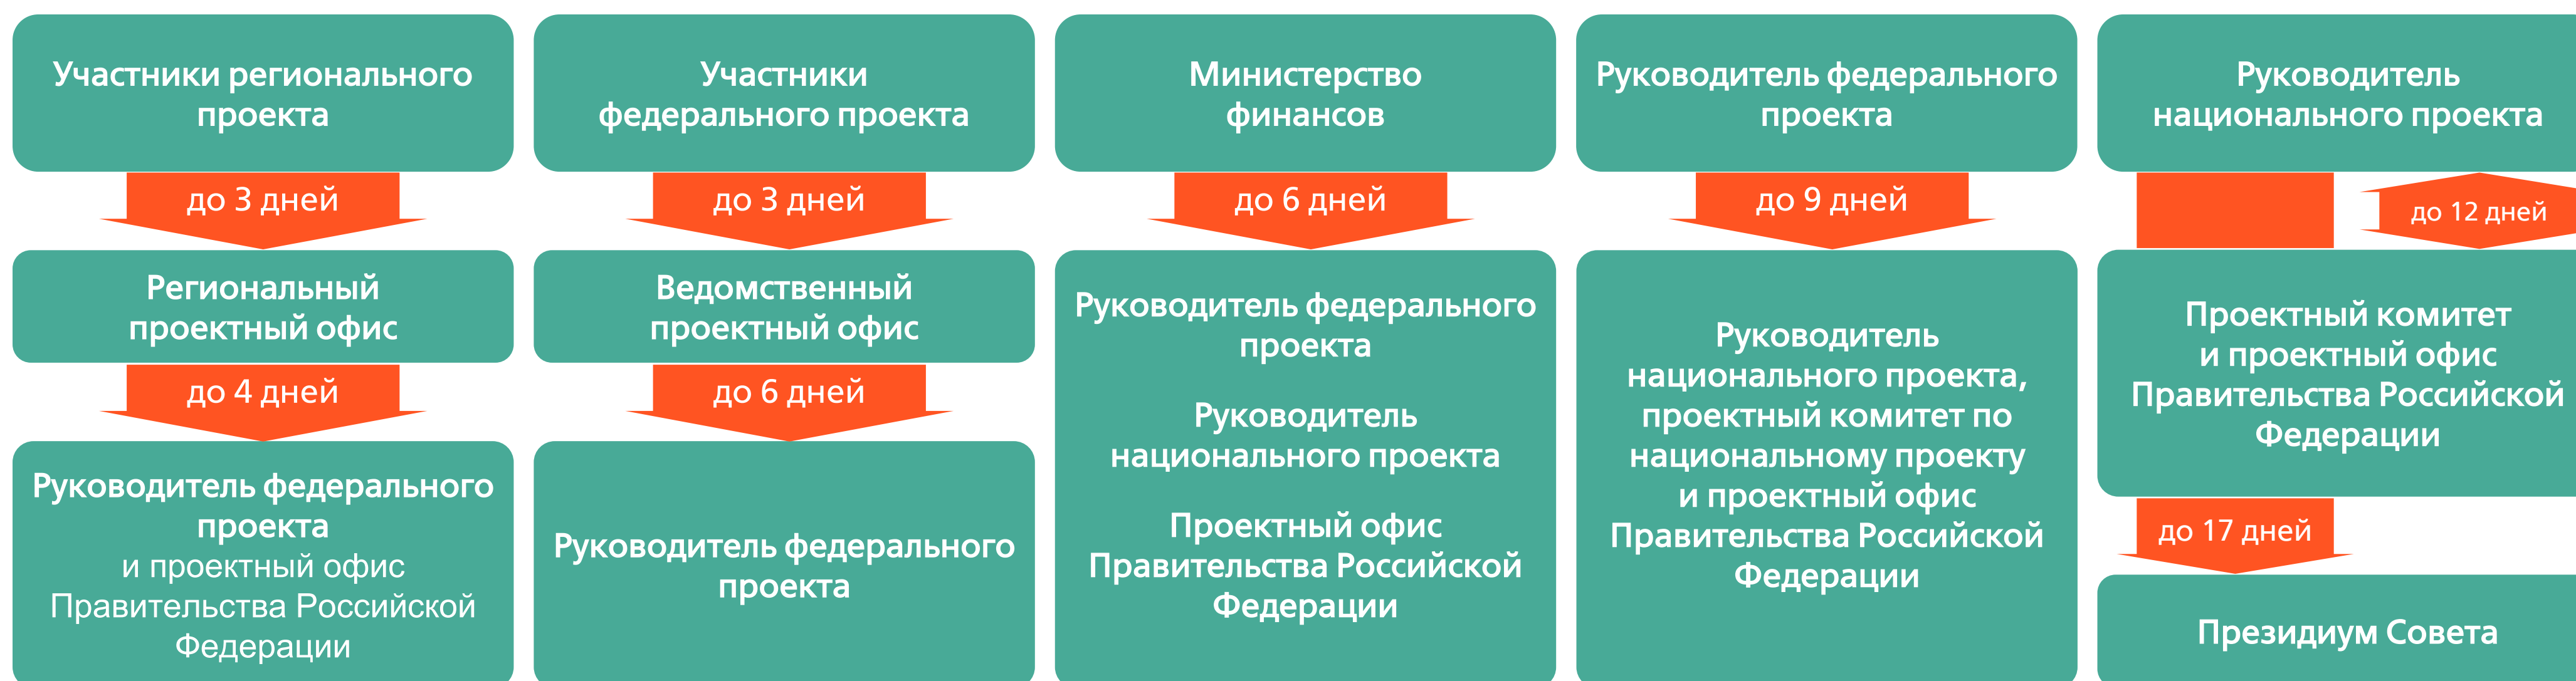 Участники регионального
проекта
до 3 дней
Региональный
проектный офис
до 4 дней
Руководитель федерального
проекта
и проектный офис
Правительства Российской
Федерации
Участники
федерального проекта
до 3 дней
Ведомственный
проектный офис
до 6 дней
Руководитель федерального
проекта
Министерство
финансов
до 6 дней
Руководитель федерального
проекта
Руководитель
национального проекта
Проектный офис
Правительства Российской
Федерации
Руководитель федерального
проекта
до 9 дней
Руководитель
национального проекта,
проектный комитет по
национальному проекту
и проектный офис
Правительства Российской
Федерации
Руководитель
национального проекта
до 12 дней
Проектный комитет
и проектный офис
Правительства Российской
Федерации
до 17 дней
Президиум Совета